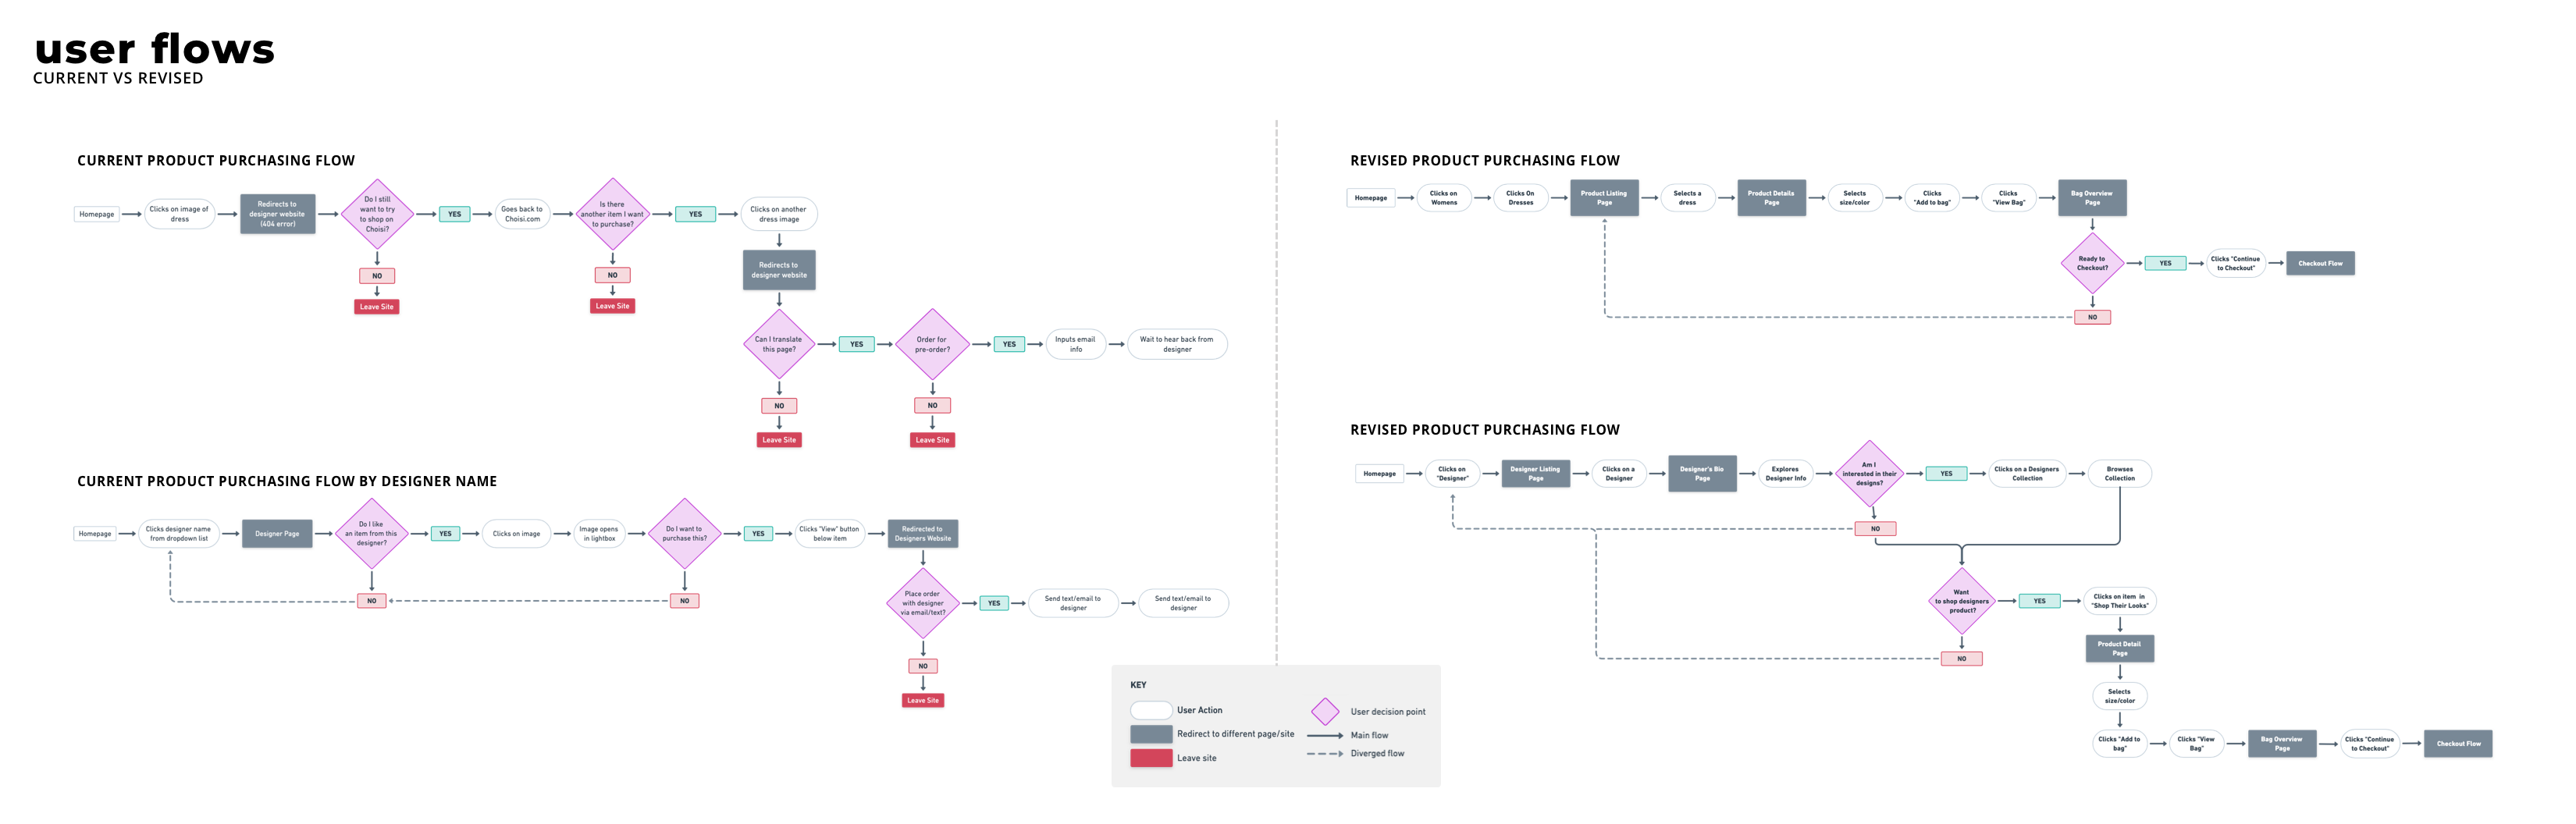 user flows
CURRENT VS REVISED
CURRENT PRODUCT PURCHASING FLOW
Homepage
Clicks on image of
dress
Redirects to
designer website
(404 error)
Do I still
want to try
to shop on
Choisi?
YES
Goes back to
Choisi.com
Is there
another item I want
to purchase?
YES
Clicks on another
dress image
NO
Leave Site
NO
Leave Site
Redirects to
designer website
Can I translate
this page?
YES
Order for
pre-order?
YES
Inputs email
info
Wait to hear back from
designer
NO
Leave Site
NO
Leave Site
CURRENT PRODUCT PURCHASING FLOW BY DESIGNER NAME
Homepage
Clicks designer name
from dropdown list
Designer Page
Do I like
an item from this
designer?
YES
Clicks on image
Image opens
in lightbox
Do I want to
purchase this?
YES
Clicks "View" button
below item
Redirected to
Designers Website
NO
NO
Place order
with designer
via email/text?
YES
Send text/email to
designer
Send text/email to
designer
NO
Leave Site
REVISED PRODUCT PURCHASING FLOW
Homepage
Clicks on
Womens
Clicks On
Dresses
Product Listing
Page
Selects a
dress
Product Details
Page
Selects
size/color
Clicks
"Add to bag"
Clicks
"View Bag"
Bag Overview
Page
Ready to
Checkout?
YES
Clicks "Continue
to Checkout"
Checkout Flow
NO
REVISED PRODUCT PURCHASING FLOW
Homepage
Clicks on
"Designer"
Designer Listing
Page
Clicks on a
Designer
Designer's Bio
Page
Explores
Designer Info
Am I
interested in their
designs?
YES
Clicks on a Designers
Collection
Browses
Collection
NO
Want
to shop designers
product?
YES
Clicks on item in
"Shop Their Looks"
NO
Product Detail
Page
Selects
size/color
Clicks "Add to
bag"
Clicks "View
Bag"
Bag Overview
Page
Clicks "Continue
to Checkout"
Checkout Flow
KEY
User Action
Redirect to different page/site
Leave site
User decision point
Main flow
Diverged flow